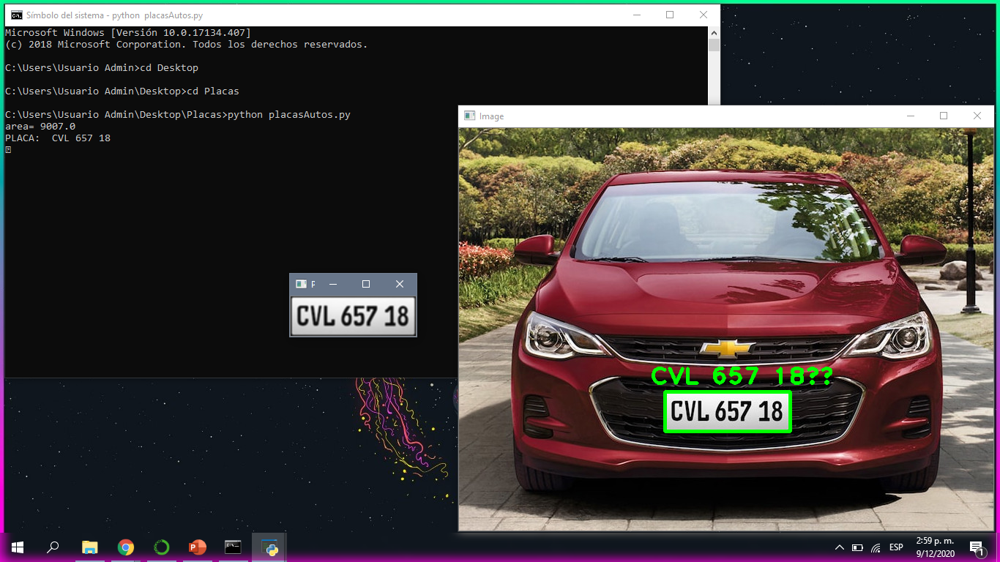 Símbolo del sistema - python  placasAutos.py
Microsoft Windows [Versión 10.0.17134.407]
(c) 2018 Microsoft Corporation. Todos los derechos reservados.
C:\Users\Usuario Admin>cd Desktop
C:\Users\Usuario Admin\Desktop>cd Placas
C:\Users\Usuario Admin\Desktop\Placas>python placasAutos.py
area= 9007.0
PLACA:  CVL 657 18
Image
F
CVL 657 18
CVL 657 18??
CVL 657 18
ESP
2:59 p. m.
9/12/2020
1